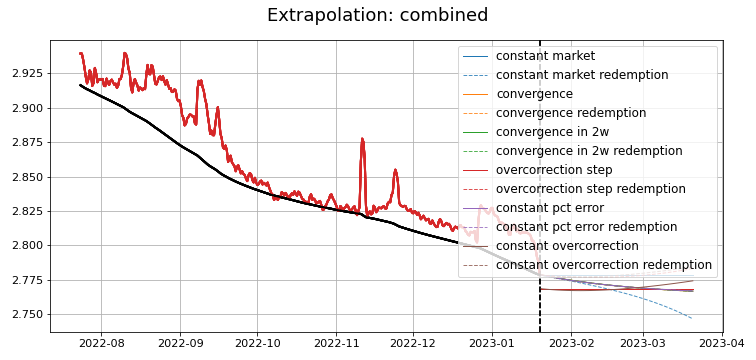 Extrapolation: combined
constant market
constant market redemption
convergence
convergence redemption
convergence in 2w
convergence in 2w redemption
overcorrection step
overcorrection step redemption
constant pct error
constant pct error redemption
constant overcorrection
constant overcorrection redemption
2.925
2.900
2.875
2.850
2.825
2.800
2.775
2.750
2022-08 2022-09 2022-10 2022-11 2022-12 2023-01 2023-02 2023-03 2023-04